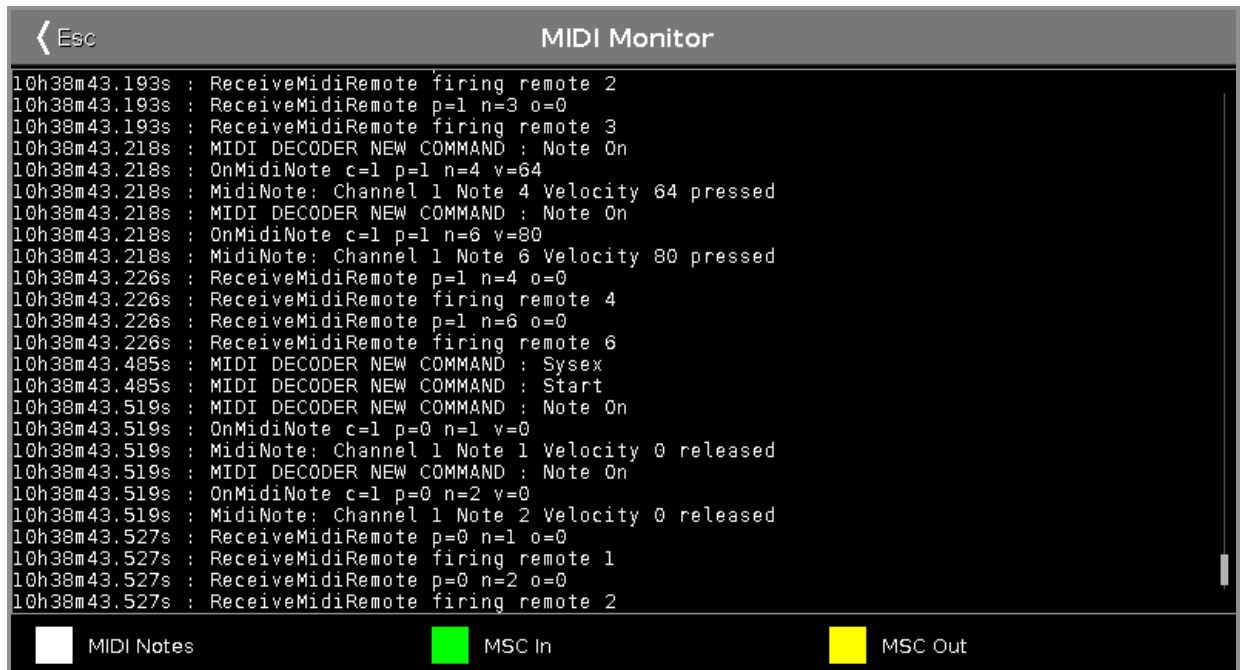 Esc
MIDI Monitor
10h38m43.193s : ReceiveMidiRemote firing remote 2
10h38m43.193s : ReceiveMidiRemote p=1 n=3 o=0
10h38m43.193s : ReceiveMidiRemote firing remote 3
10h38m43.218s : MIDI DECODER NEW COMMAND : Note On
10h38m43.218s : OnMidiNote c=1 p=1 n=4 v=64
10h38m43.218s : MidiNote: Channel 1 Note 4 Velocity 64 pressed
10h38m43.218s : MIDI DECODER NEW COMMAND : Note On
10h38m43.218s : OnMidiNote c=1 p=1 n=6 v=80
10h38m43.218s : MidiNote: Channel 1 Note 6 Velocity 80 pressed
10h38m43.226s : ReceiveMidiRemote p=1 n=4 o=0
10h38m43.226s : ReceiveMidiRemote firing remote 4
10h38m43.226s : ReceiveMidiRemote p=1 n=6 o=0
10h38m43.226s : ReceiveMidiRemote firing remote 6
10h38m43.485s : MIDI DECODER NEW COMMAND : Sysex
10h38m43.485s : MIDI DECODER NEW COMMAND : Start
10h38m43.519s : MIDI DECODER NEW COMMAND : Note On
10h38m43.519s : OnMidiNote c=1 p=0 n=1 v=0
10h38m43.519s : MidiNote: Channel 1 Note 1 Velocity 0 released
10h38m43.519s : MIDI DECODER NEW COMMAND : Note On
10h38m43.519s : OnMidiNote c=1 p=0 n=2 v=0
10h38m43.519s : MidiNote: Channel 1 Note 2 Velocity 0 released
10h38m43.527s : ReceiveMidiRemote p=0 n=1 o=0
10h38m43.527s : ReceiveMidiRemote firing remote 1
10h38m43.527s : ReceiveMidiRemote p=0 n=2 o=0
10h38m43.527s : ReceiveMidiRemote firing remote 2
MIDI Notes
MSC In
MSC Out